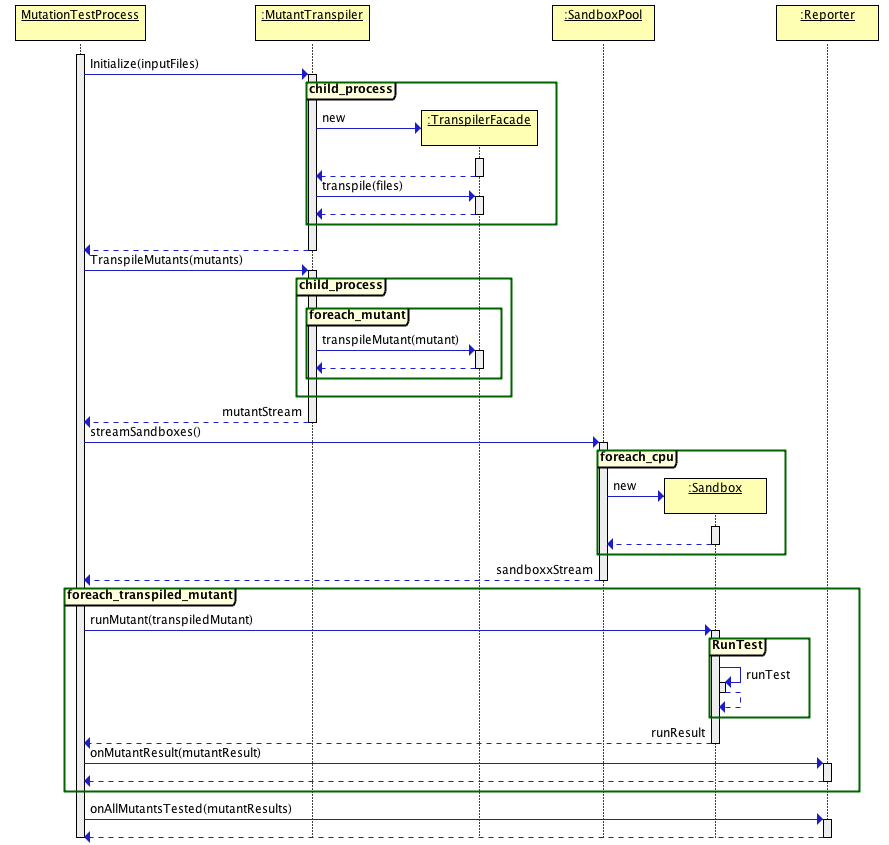 MutationTestProcess
:MutantTranspiler
:SandboxPool
:Reporter
Initialize(inputFiles)
child_process
new
:TranspilerFacade
transpile(files)
TranspileMutants(mutants)
child_process
foreach_mutant
transpileMutant(mutant)
mutantStream
streamSandboxes()
foreach_cpu
new
:Sandbox
sandboxxStream
foreach_transpiled_mutant
runMutant(transpiledMutant)
RunTest
runTest
runResult
onMutantResult(mutantResult)
onAllMutantsTested(mutantResults)